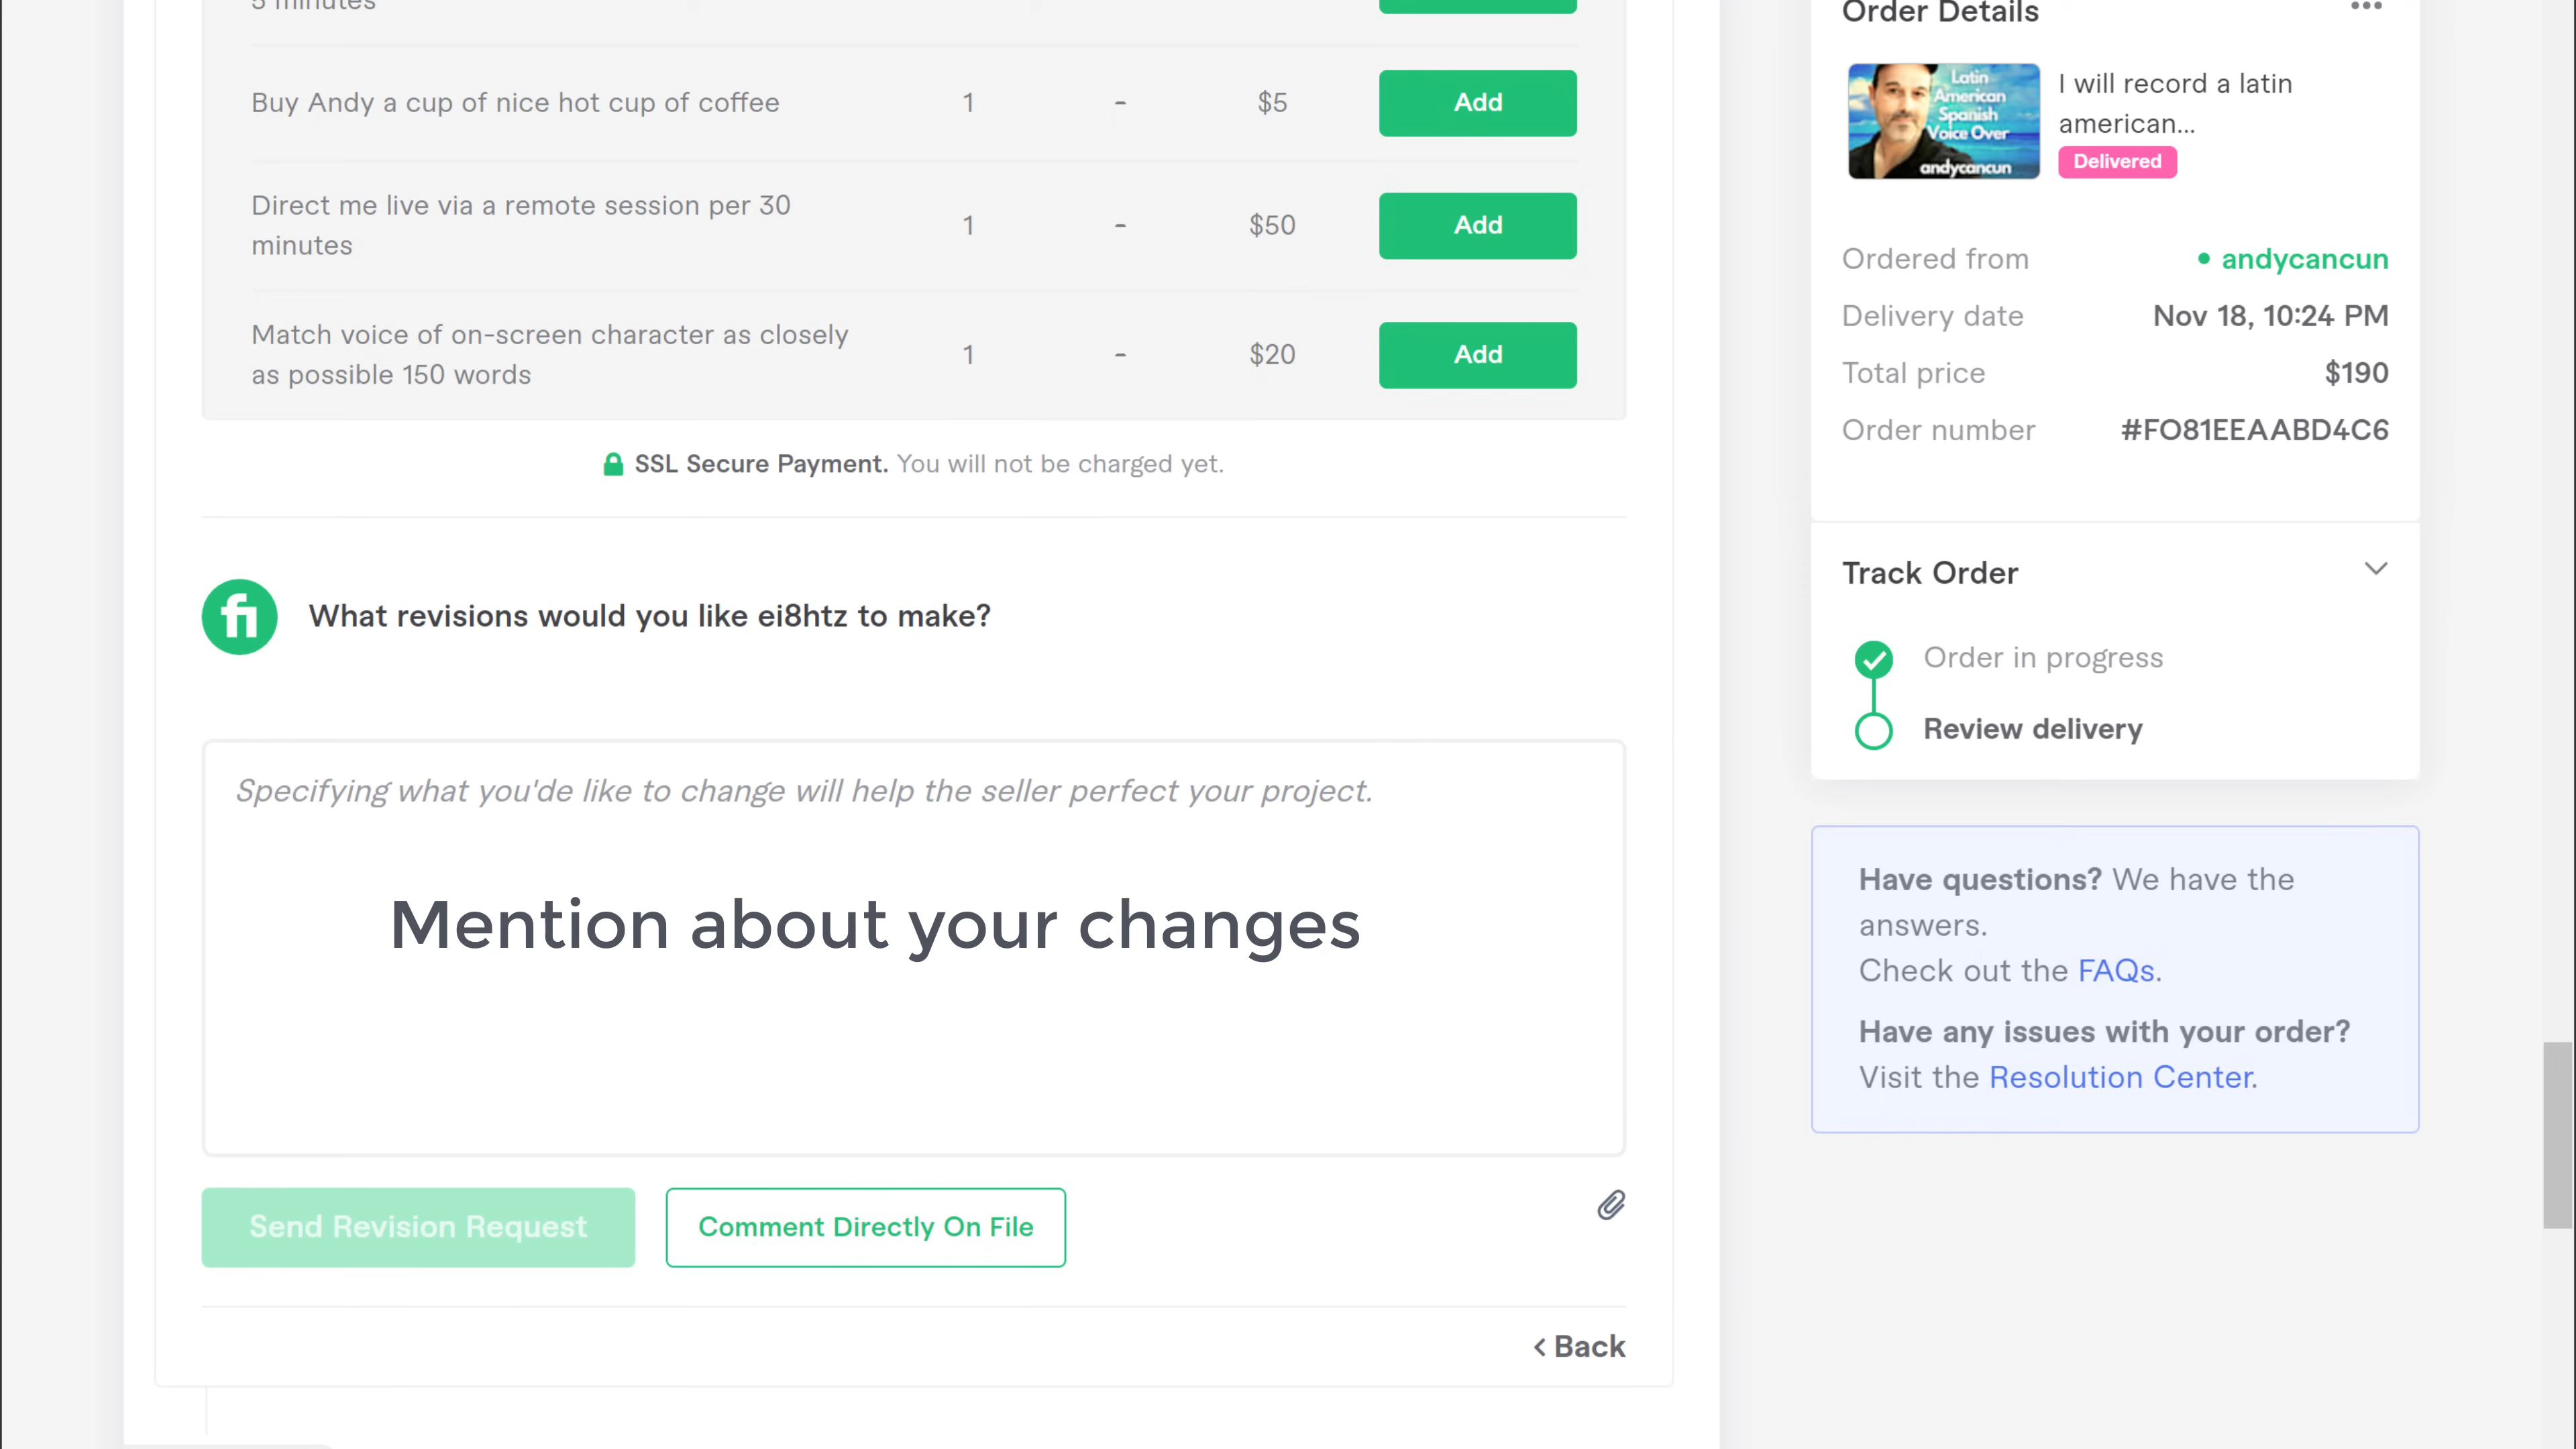 5 minutes
Buy Andy a cup of nice hot cup of coffee 1 - $5 Add
Direct me live via a remote session per 30
minutes
1 - $50 Add
Match voice of on-screen character as closely
as possible 150 words
1 - $20 Add
SSL Secure Payment. You will not be charged yet.
fi What revisions would you like ei8htz to make?
Specifying what you'de like to change will help the seller perfect your project.
Mention about your changes
Send Revision Request
Comment Directly On File
< Back
Order Details
Latin
American
Spanish
Voice Over
andycancun
I will record a latin
american...
Delivered
Ordered from • andycancun
Delivery date Nov 18, 10:24 PM
Total price $190
Order number #FO81EEAABD4C6
Track Order
Order in progress
Review delivery
Have questions? We have the
answers.
Check out the FAQs.
Have any issues with your order?
Visit the Resolution Center.